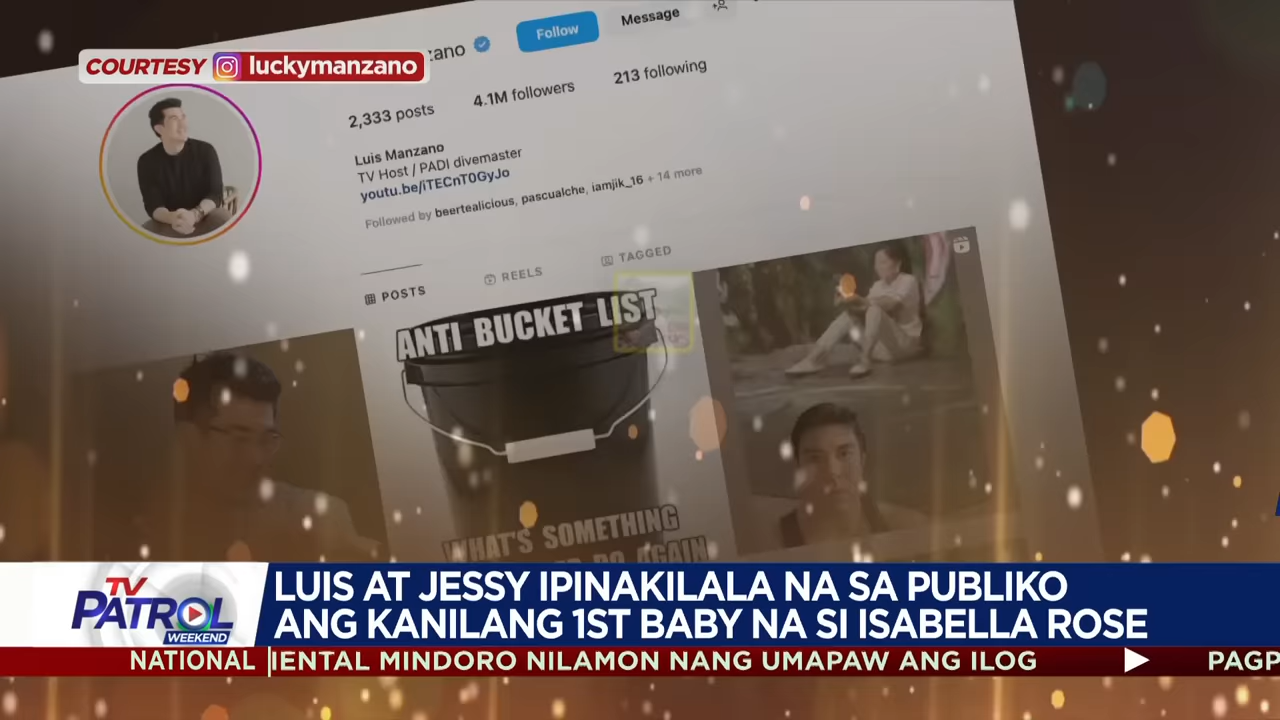 COURTESY luckymanzano
zano
Follow
Message
2,333 posts
4.1M followers
213 following
Luis Manzano
TV Host / PADI divemaster
youtu.be/iTECnT0GyJo
Followed by beertealicious, pascualche, iamjik_16 + 14 more
POSTS
REELS
TAGGED
ANTI BUCKET LIST
WHAT'S SOMETHING
DO AGAIN
TV PATROL WEEKEND
LUIS AT JESSY IPINAKILALA NA SA PUBLIKO
ANG KANILANG 1ST BABY NA SI ISABELLA ROSE
NATIONAL
IENTAL MINDORO NILAMON NANG UMAPAW ANG ILOG
PAGP